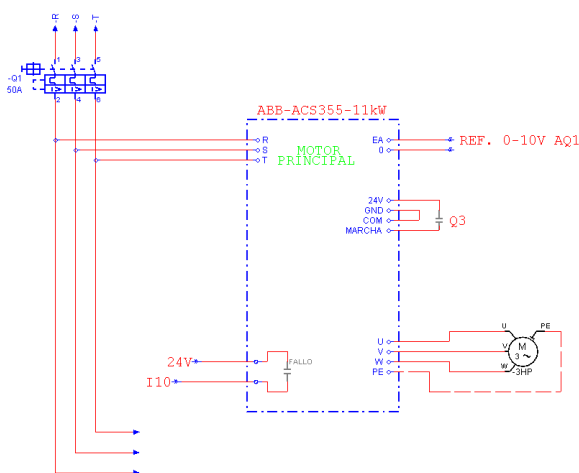 -R
-S
-T
1
3
5
-Q1
50A
I>
I>
I>
2
4
6
ABB-ACS355-11kW
R
S
T
MOTOR
PRINCIPAL
EA
0
REF. 0-10V AQ1
24V
GND
COM
MARCHA
Q3
U
V
W
PE
U
PE
V
M
3 ~
W
-3HP
24V
FALLO
I10